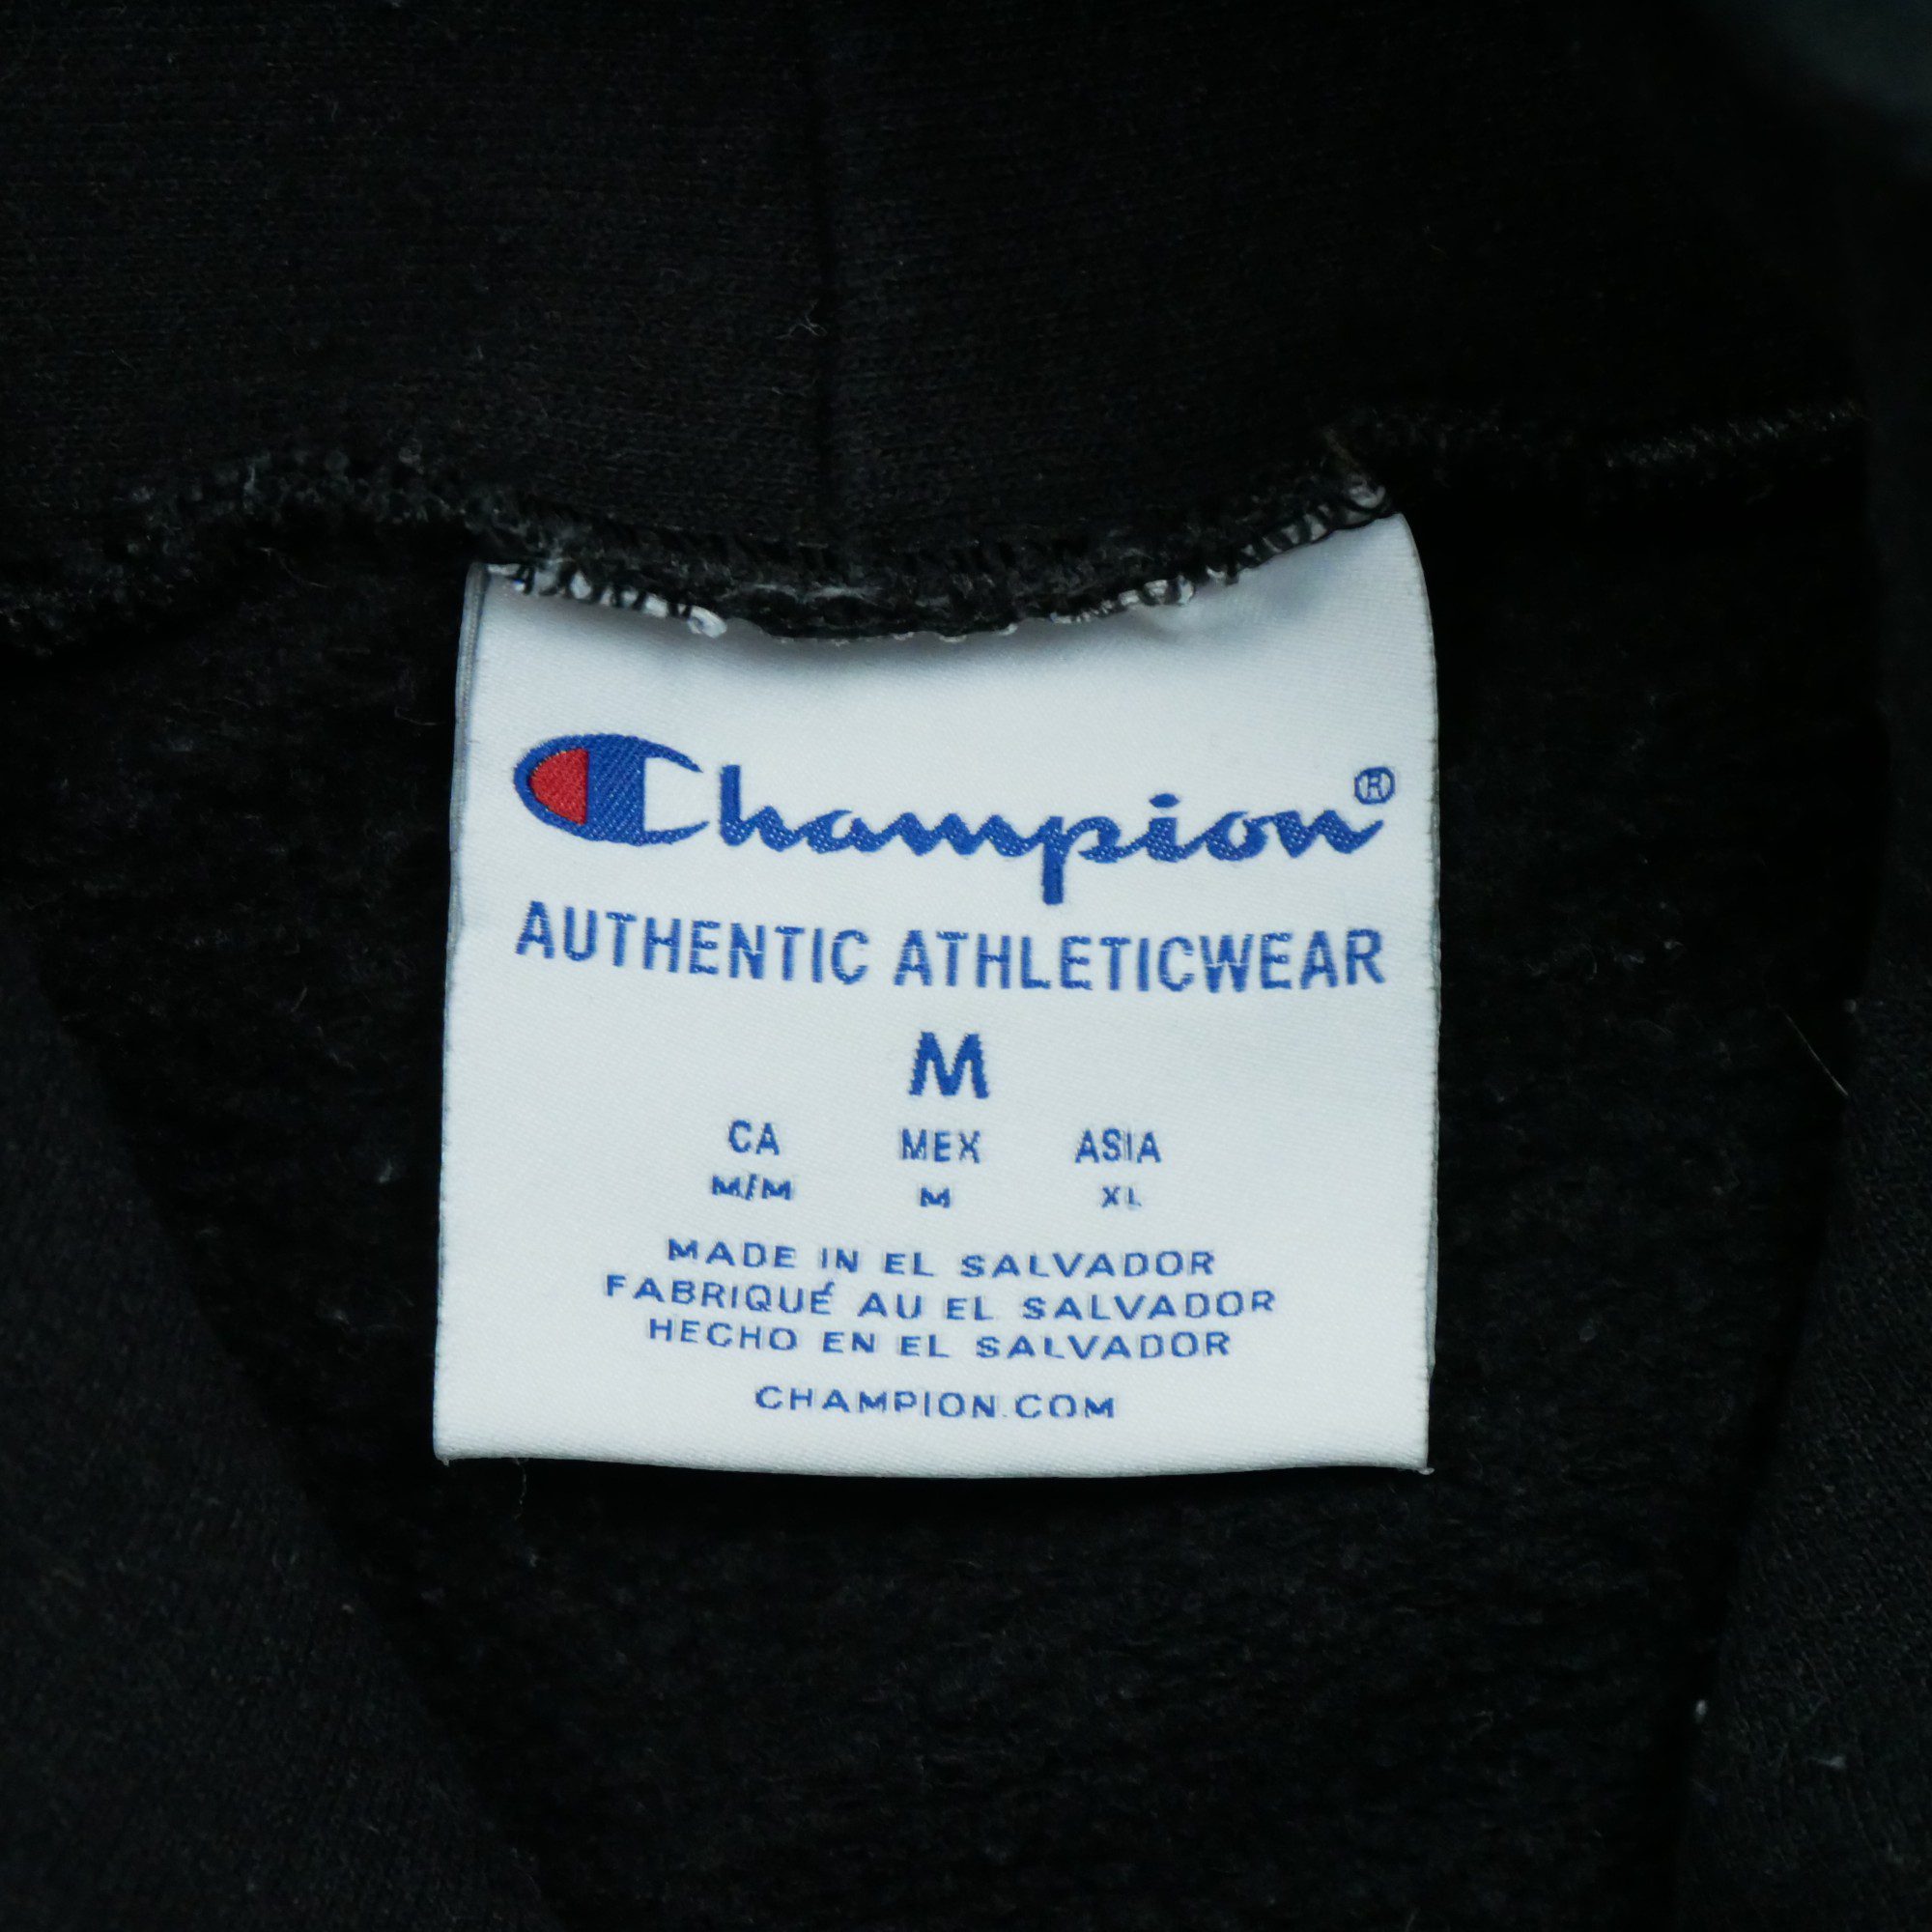 Champion®
AUTHENTIC ATHLETICWEAR
M
CA MEX ASIA
M/M M XL
MADE IN EL SALVADOR
FABRIQUÉ AU EL SALVADOR
HECHO EN EL SALVADOR
CHAMPION.COM